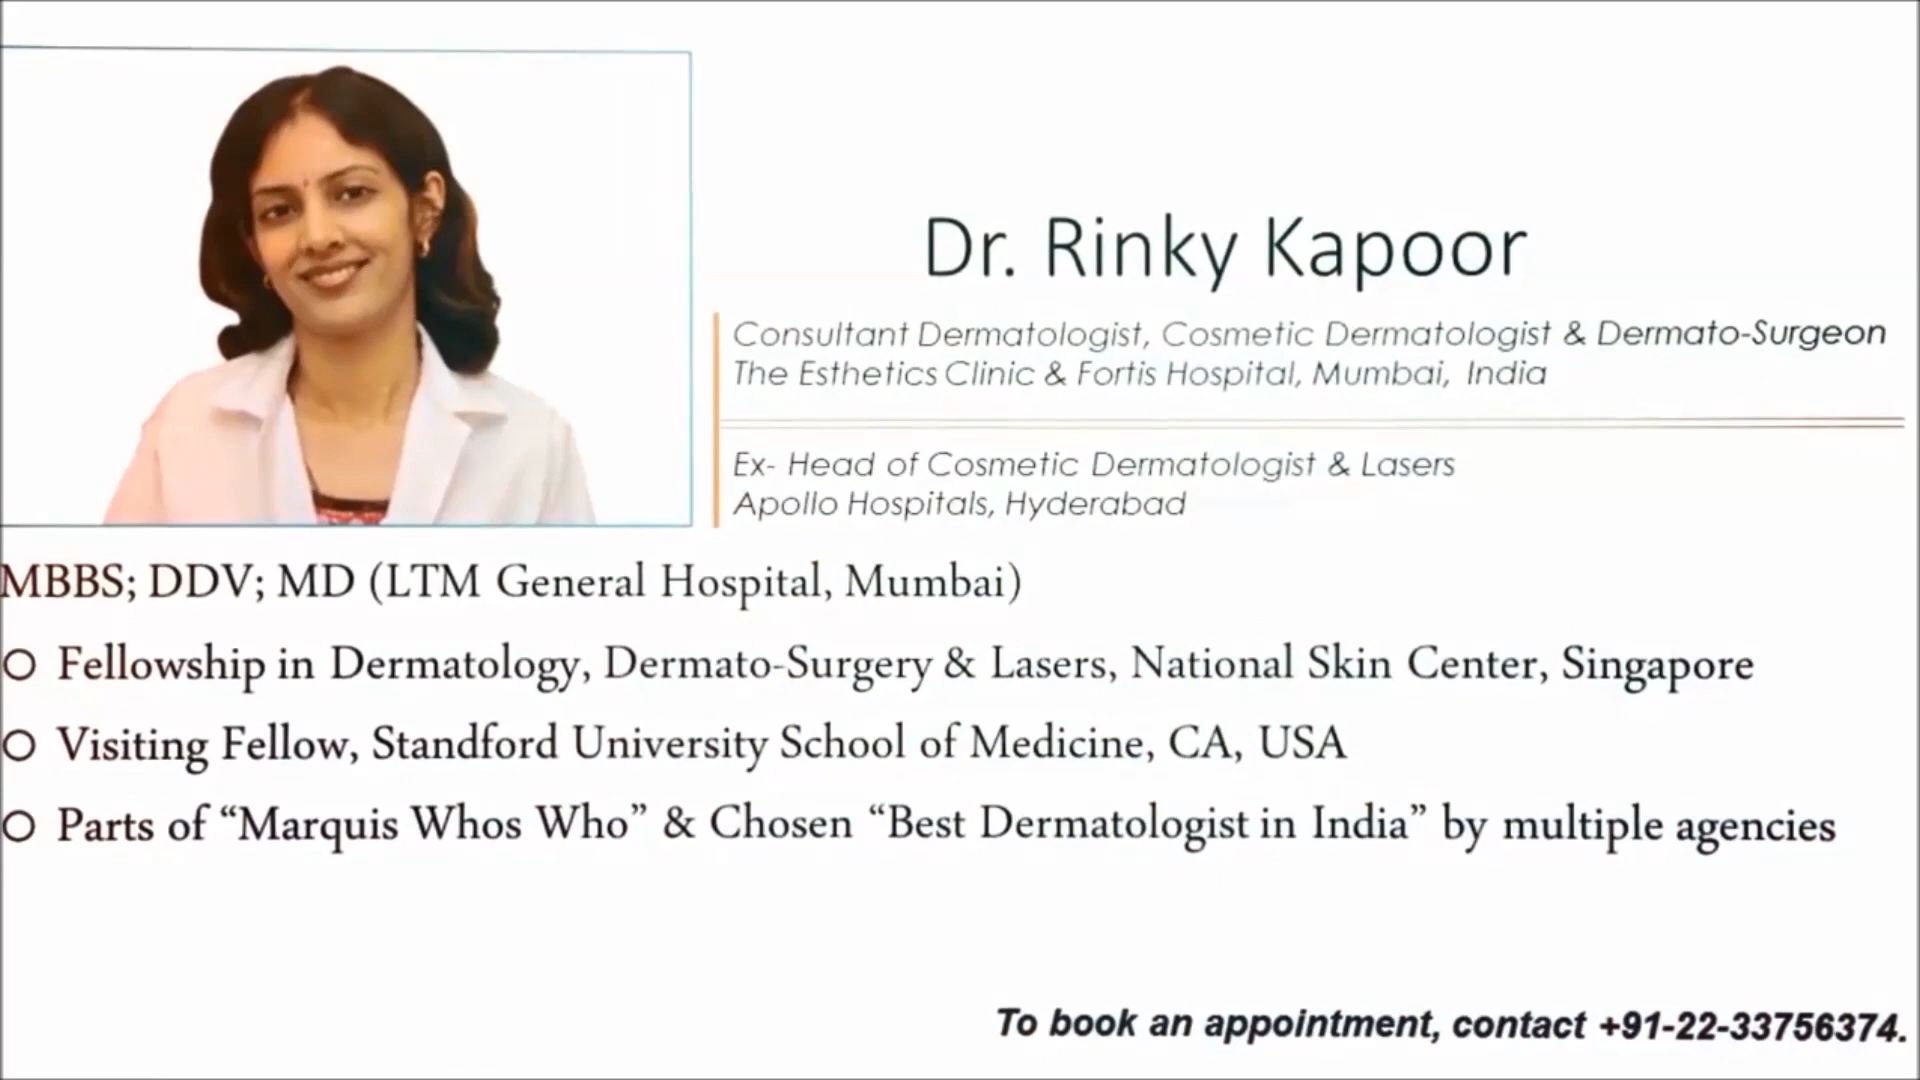 Dr. Rinky Kapoor
Consultant Dermatologist, Cosmetic Dermatologist & Dermato-Surgeon
The Esthetics Clinic & Fortis Hospital, Mumbai, India
Ex- Head of Cosmetic Dermatologist & Lasers
Apollo Hospitals, Hyderabad
MBBS; DDV; MD (LTM General Hospital, Mumbai)
Fellowship in Dermatology, Dermato-Surgery & Lasers, National Skin Center, Singapore
Visiting Fellow, Standford University School of Medicine, CA, USA
Parts of “Marquis Whos Who” & Chosen “Best Dermatologist in India” by multiple agencies
To book an appointment, contact +91-22-33756374.